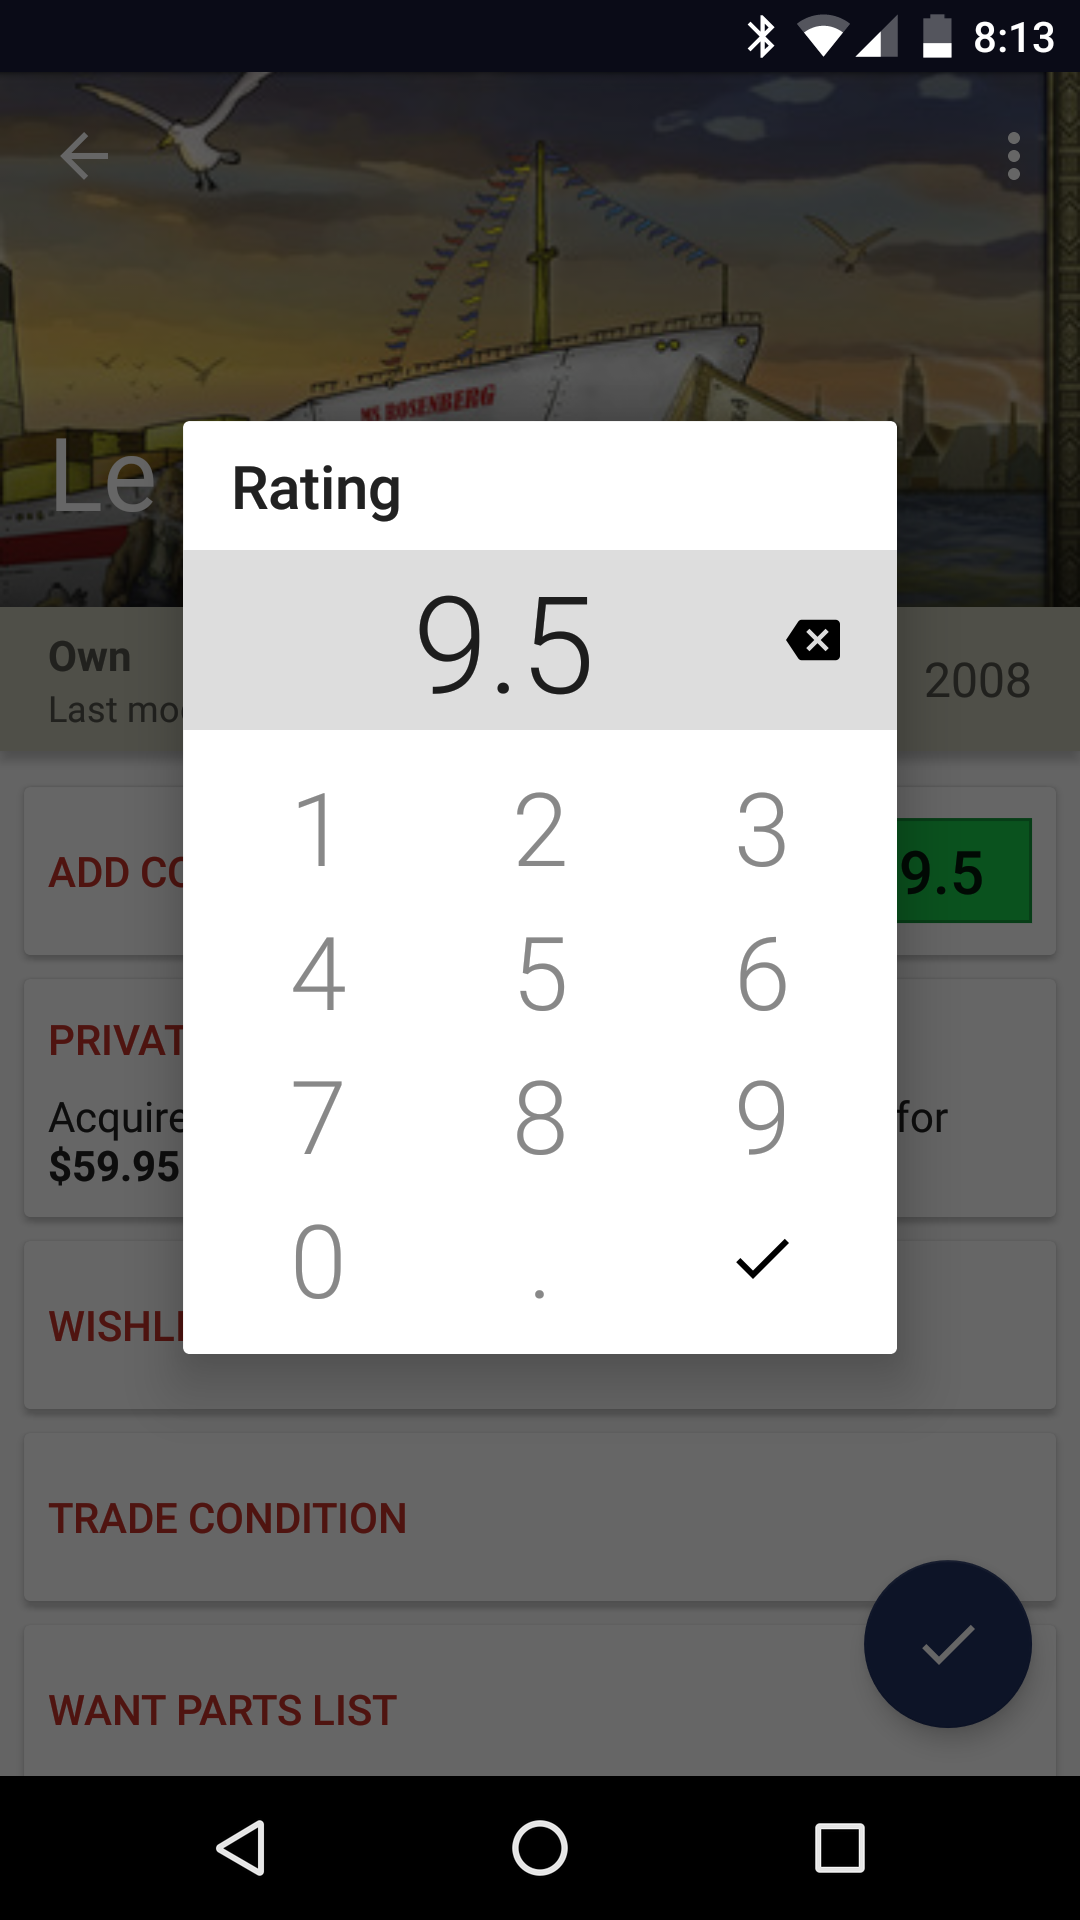 8:13
MS ROSENBERG
Le
Rating
9.5
Own
2008
Last mo
1 2 3
ADD CO
9.5
4 5 6
PRIVAT
7 8 9
Acquire for
$59.95
0 .
WISHLI
TRADE CONDITION
WANT PARTS LIST